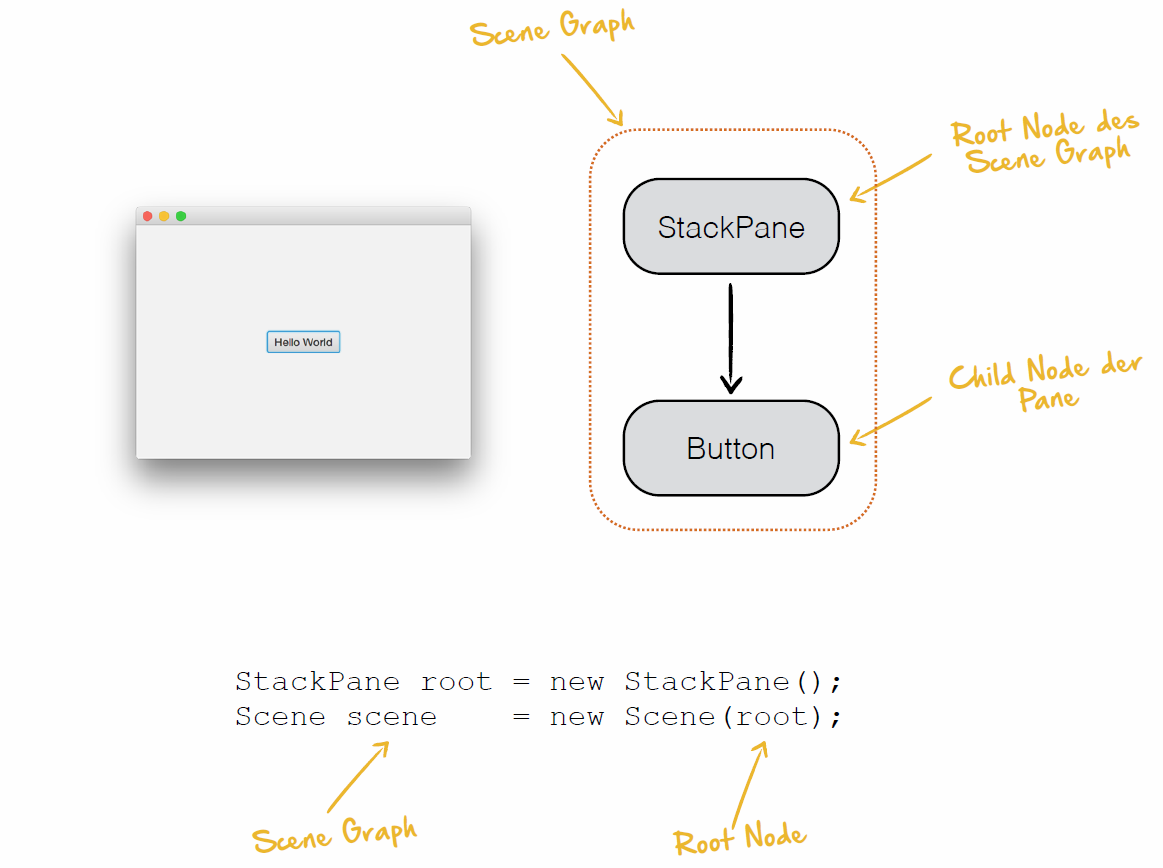 Scene Graph
Root Node des
Scene Graph
StackPane
Hello World
Child Node der
Pane
Button
StackPane root = new StackPane();
Scene scene    = new Scene(root);
Scene Graph
Root Node